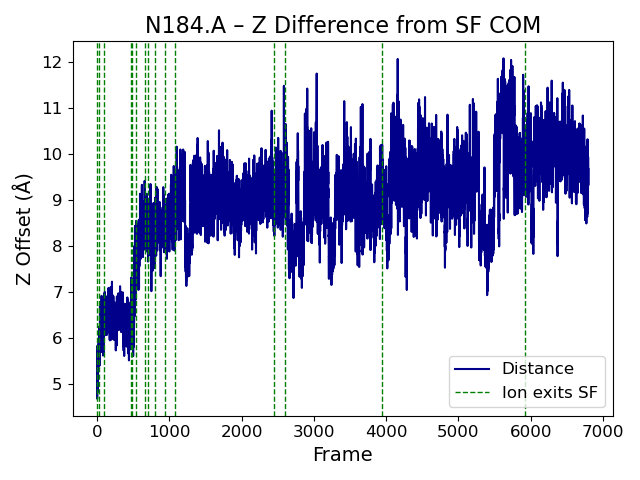 N184.A – Z Difference from SF COM
Z Offset (Å)
12
11
10
9
8
7
6
5
Distance
Ion exits SF
0 1000 2000 3000 4000 5000 6000 7000
Frame